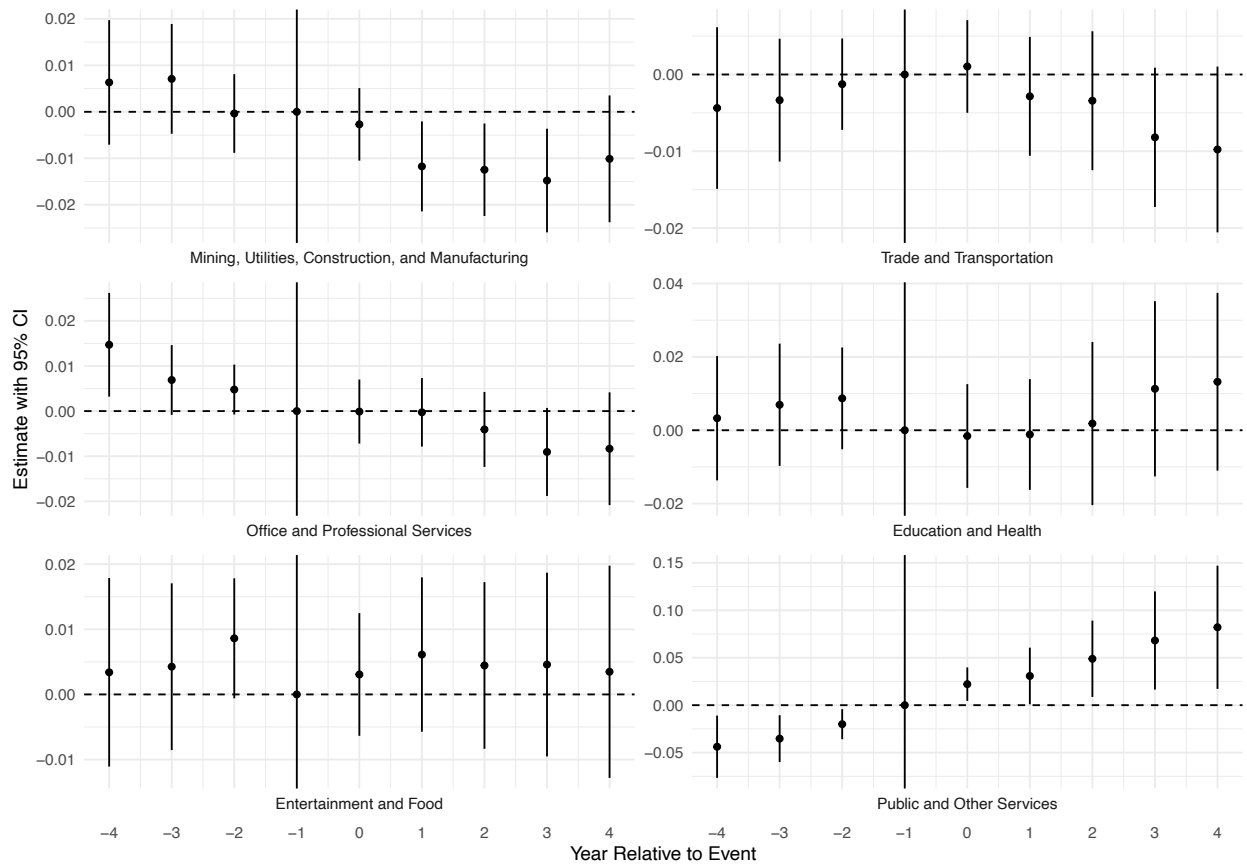 0.02
0.01
0.00
−0.01
−0.02
Mining, Utilities, Construction, and Manufacturing
0.00
−0.01
−0.02
Trade and Transportation
0.02
0.01
0.00
−0.01
−0.02
Office and Professional Services
0.04
0.02
0.00
−0.02
Education and Health
0.02
0.01
0.00
−0.01
Entertainment and Food
0.15
0.10
0.05
0.00
−0.05
Public and Other Services
−4 −3 −2 −1 0 1 2 3 4
−4 −3 −2 −1 0 1 2 3 4
Estimate with 95% CI
Year Relative to Event